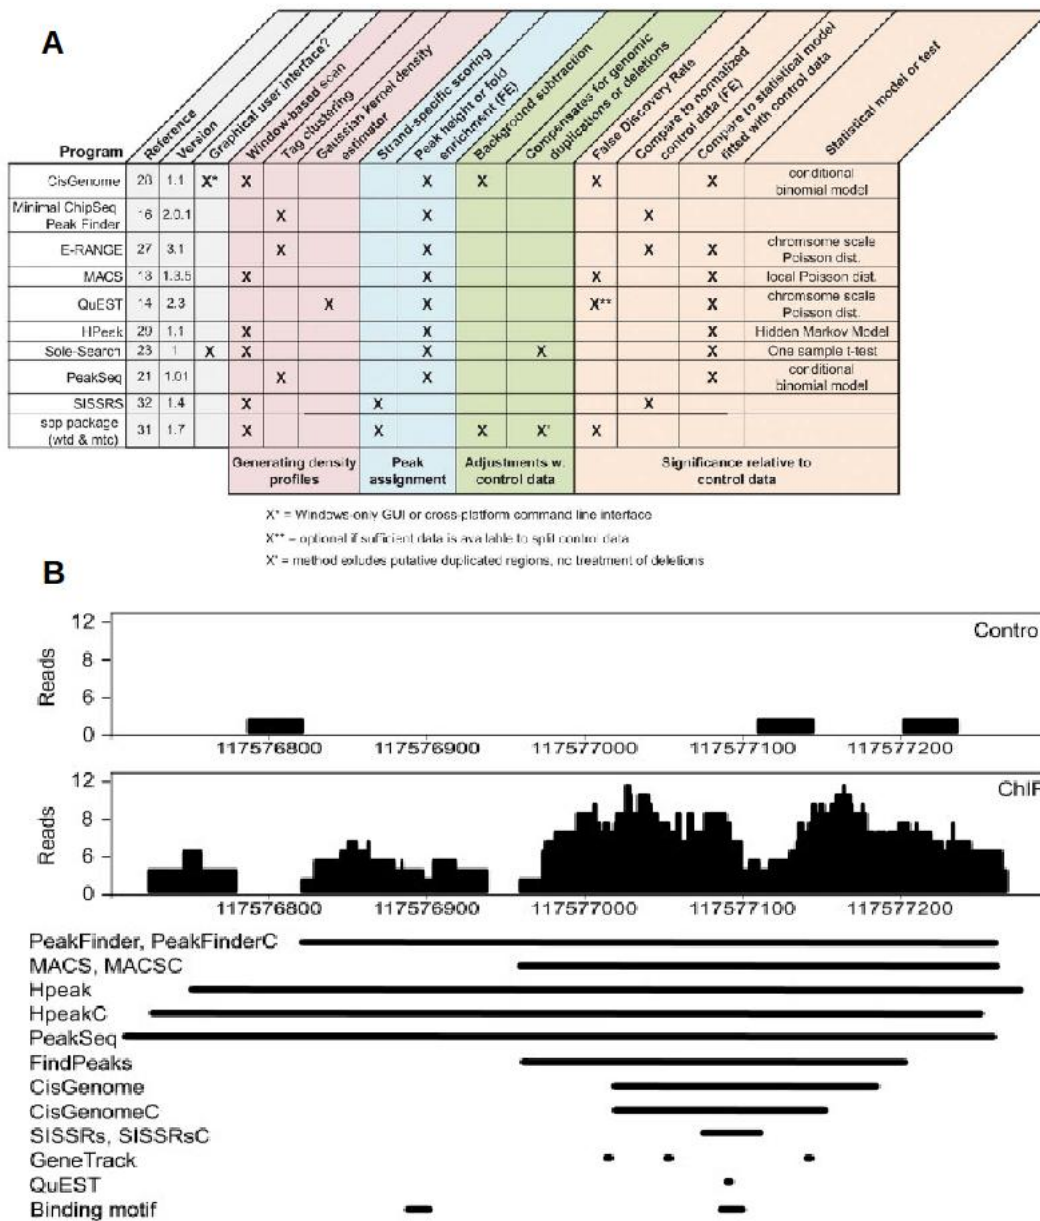 A
Reference
Version
Graphical user interface?
Window-based scan
Tag clustering
Gaussian kernel density
estimator
Strand-specific scoring
Peak height or fold
enrichment (FE)
Background subtraction
Compensates for genomic
duplications or deletions
False Discovery Rate
Compare to normalized
control data (FE)
Compare to statistical model
fitted with control data
Statistical model or test
Program
CisGenome 28 1.1 X* X X X X X conditional
binomial model
Minimal ChipSeq
Peak Finder 16 2.0.1 X X X
E-RANGE 27 3.1 X X X X chromsome scale
Poisson dist.
MACS 13 1.3.5 X X X X local Poisson dist.
QuEST 14 2.3 X X X** X chromsome scale
Poisson dist.
HPeak 29 1.1 X X X Hidden Markov Model
Sole-Search 23 1 X X X X X One sample t-test
PeakSeq 21 1.01 X X X conditional
binomial model
SISSRS 32 1.4 X X X
spp package
(wtd & mtc) 31 1.7 X X X X' X
Generating density
profiles
Peak
assignment
Adjustments w.
control data
Significance relative to
control data
X* = Windows-only GUI or cross-platform command line interface
X** = optional if sufficient data is available to split control data
X' = method exludes putative duplicated regions, no treatment of deletions
B
Contro
Reads
12
8
6
0
117576800 117576900 117577000 117577100 117577200
ChIP
Reads
12
8
6
0
117576800 117576900 117577000 117577100 117577200
PeakFinder, PeakFinderC
MACS, MACSC
Hpeak
HpeakC
PeakSeq
FindPeaks
CisGenome
CisGenomeC
SISSRs, SISSRsC
GeneTrack
QuEST
Binding motif